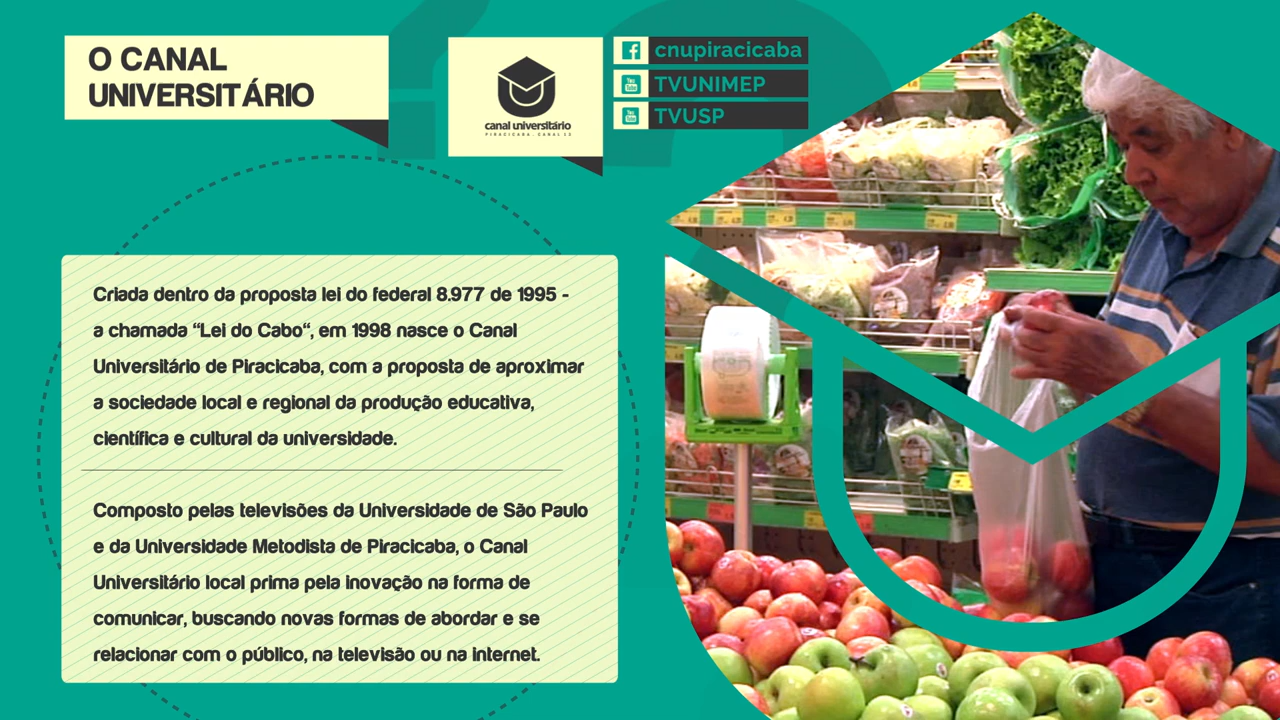 O CANAL
UNIVERSITÁRIO
canal universitário
PIRACICABA . CANAL 12
cnupiracicaba
TVUNIMEP
TVUSP
Criada dentro da proposta lei do federal 8.977 de 1995 -
a chamada “Lei do Cabo“, em 1998 nasce o Canal
Universitário de Piracicaba, com a proposta de aproximar
a sociedade local e regional da produção educativa,
científica e cultural da universidade.
Composto pelas televisões da Universidade de São Paulo
e da Universidade Metodista de Piracicaba, o Canal
Universitário local prima pela inovação na forma de
comunicar, buscando novas formas de abordar e se
relacionar com o público, na televisão ou na internet.